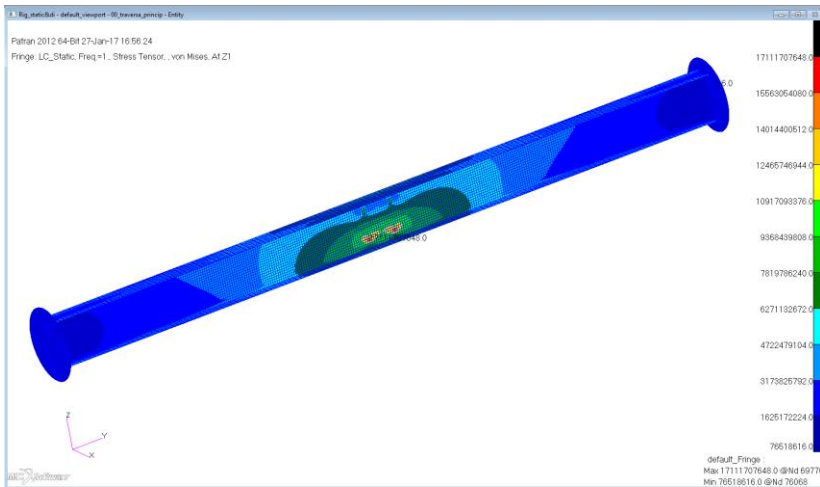 Rig_static8.di - default_viewport - 00_traversa_princip - Entity
Patran 2012 64-Bit 27-Jan-17 16:56:24
Fringe: LC_Static, Freq.=1., Stress Tensor, , von Mises, At Z1
17111707648.0
15563054080.0
14014400512.0
12465746944.0
10917093376.0
9368439808.0
7819786240.0
6271132672.0
4722479104.0
3173825792.0
1625172224.0
76518616.0
Z
Y
X
default_Fringe :
Max 17111707648.0 @Nd 6977
Min 76518616.0 @Nd 76068